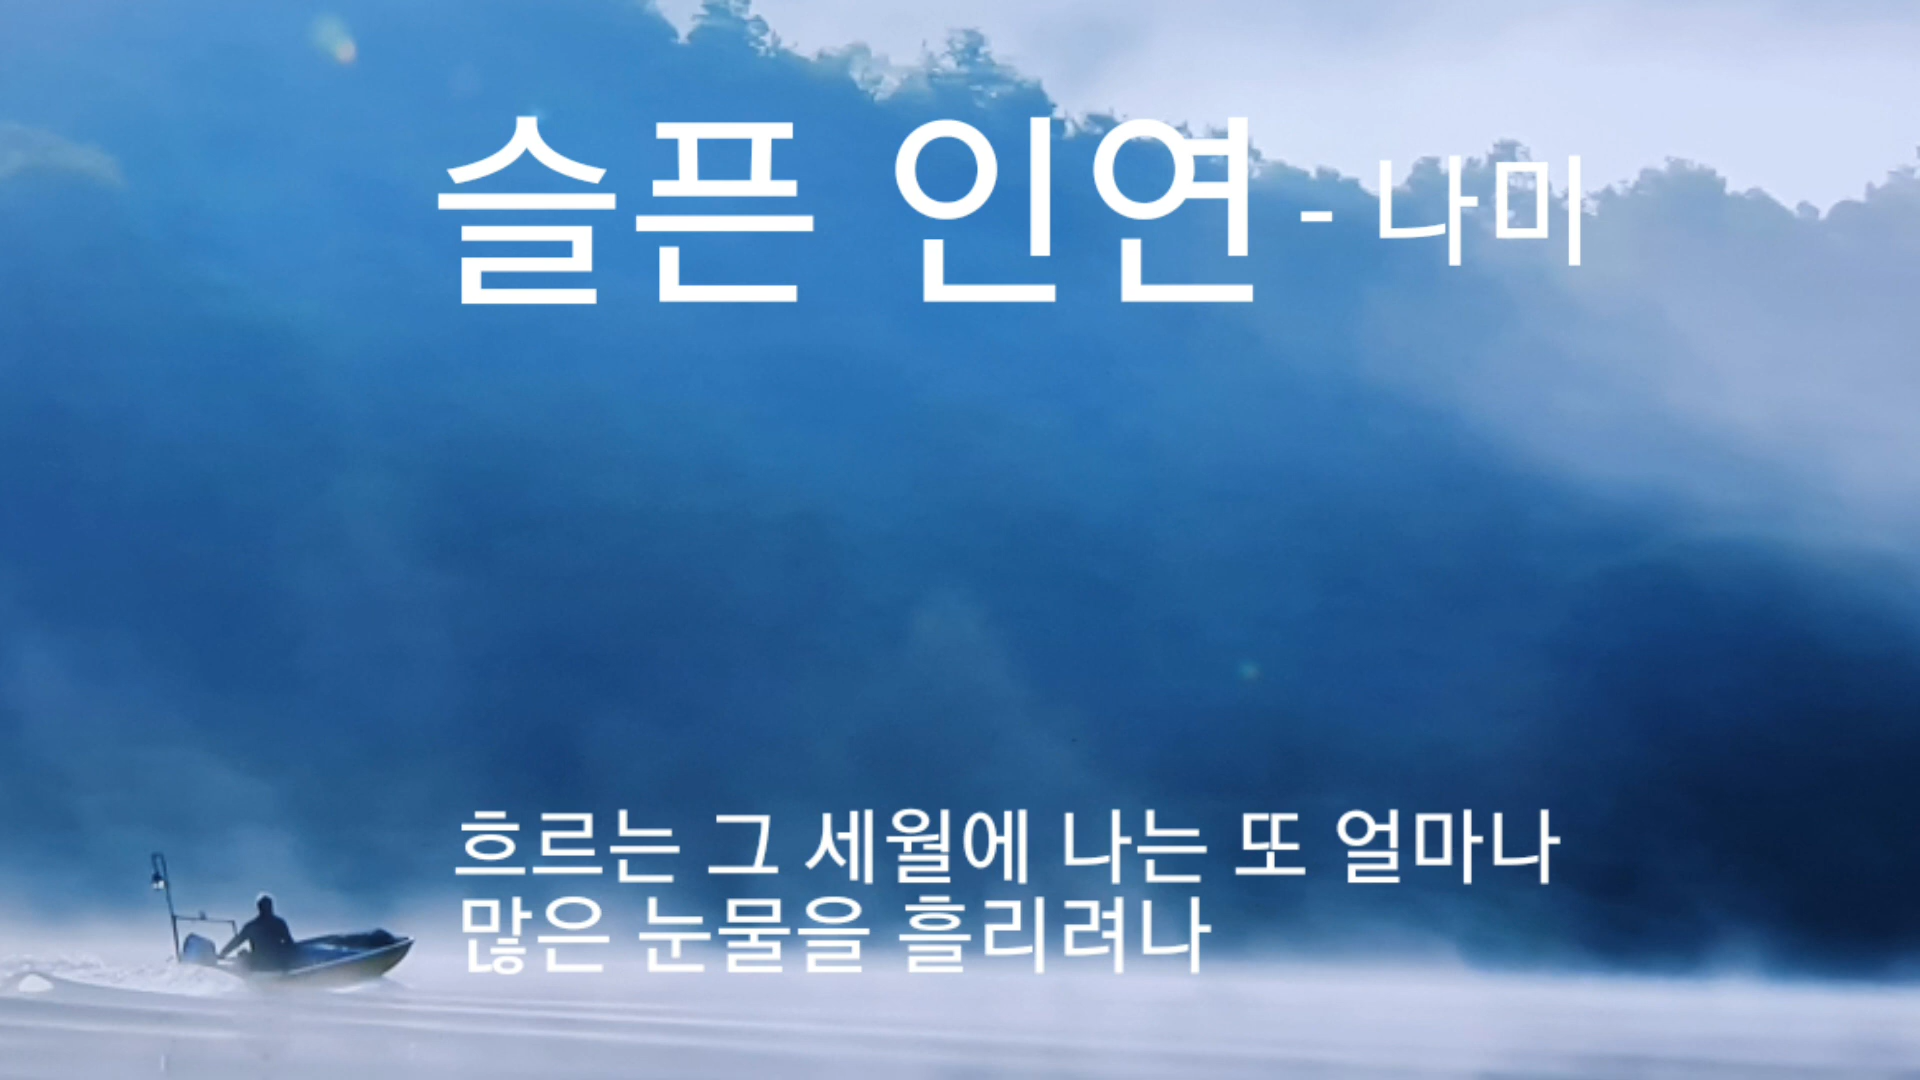 슬픈 인연 - 나미
흐르는 그 세월에 나는 또 얼마나
많은 눈물을 흘리려나